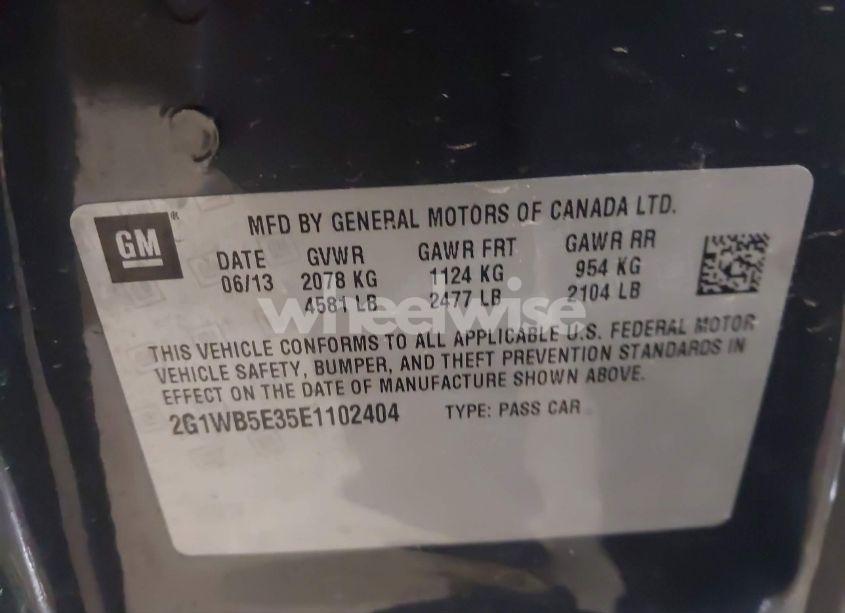 GM ®
MFD BY GENERAL MOTORS OF CANADA LTD.
DATE GVWR GAWR FRT GAWR RR
06/13 2078 KG 1124 KG 954 KG
4581 LB 2477 LB 2104 LB
wheelwise
THIS VEHICLE CONFORMS TO ALL APPLICABLE U.S. FEDERAL MOTOR
VEHICLE SAFETY, BUMPER, AND THEFT PREVENTION STANDARDS IN
EFFECT ON THE DATE OF MANUFACTURE SHOWN ABOVE.
2G1WB5E35E1102404 TYPE: PASS CAR